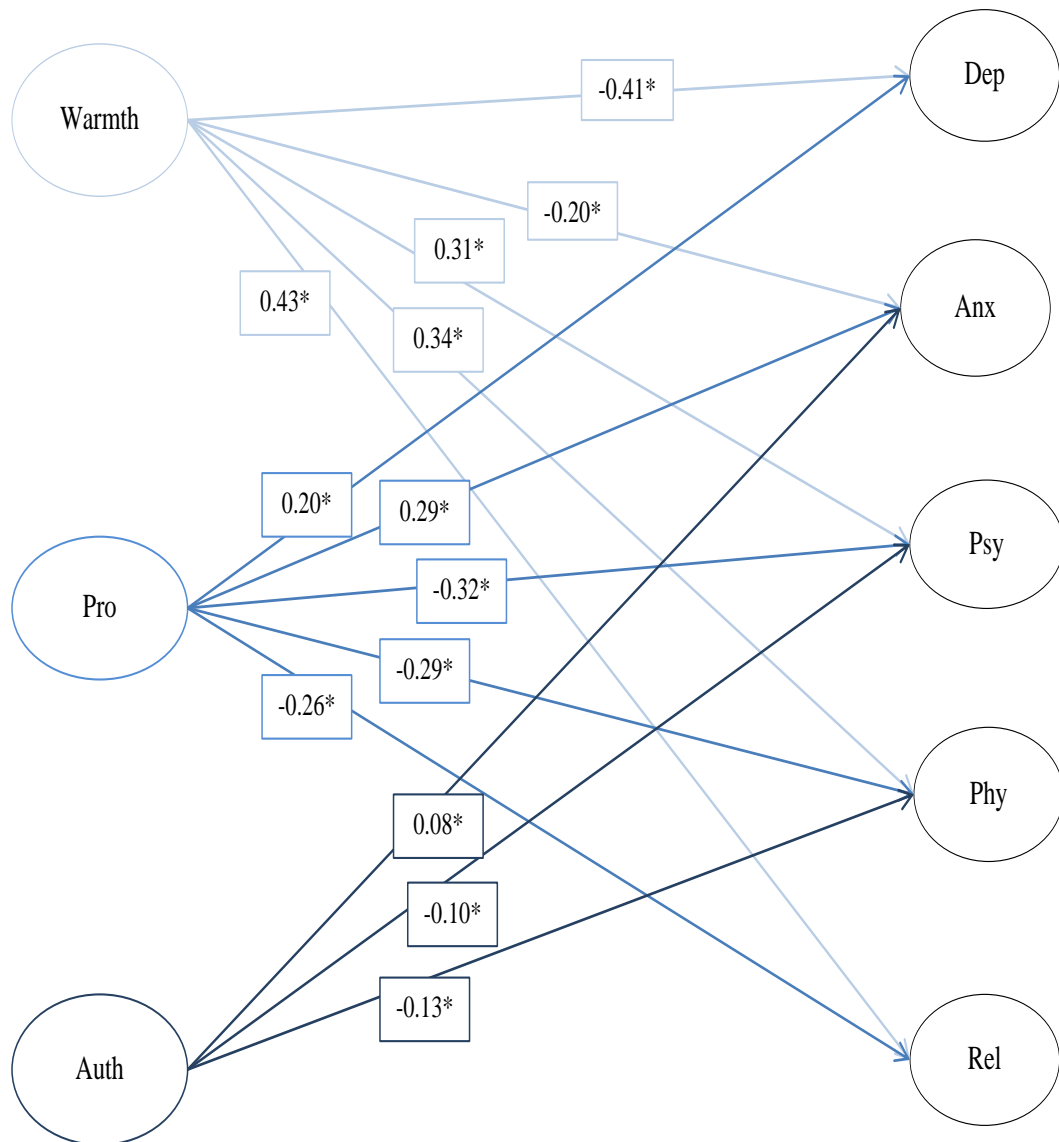 Dep
-0.41*
Warmth
-0.20*
0.31*
0.43*
Anx
0.34*
0.20*
0.29*
Psy
-0.32*
Pro
-0.29*
-0.26*
Phy
0.08*
-0.10*
-0.13*
Rel
Auth